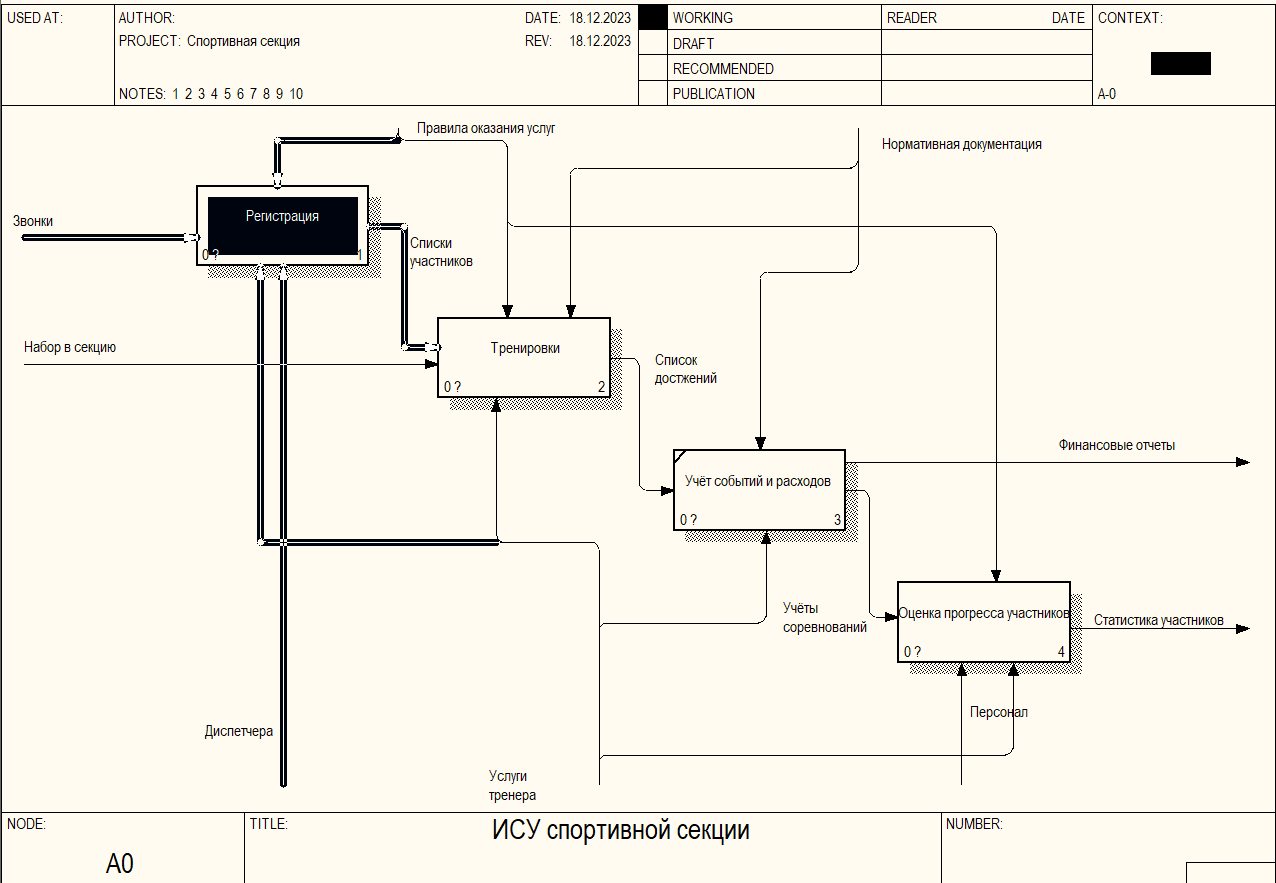 USED AT:
AUTHOR:
DATE: 18.12.2023
PROJECT: Спортивная секция
REV: 18.12.2023
NOTES: 1 2 3 4 5 6 7 8 9 10
WORKING
DRAFT
RECOMMENDED
PUBLICATION
READER DATE
CONTEXT:
A-0
Правила оказания услуг
Нормативная документация
Звонки
Регистрация
0 ? 1
Списки
участников
Набор в секцию
Тренировки
0 ? 2
Список
достжений
Финансовые отчеты
Учёт событий и расходов
0 ? 3
Учёты
соревнований
Оценка прогресса участников
0 ? 4
Статистика участников
Персонал
Диспетчера
Услуги
тренера
NODE:
A0
TITLE:
ИСУ спортивной секции
NUMBER: